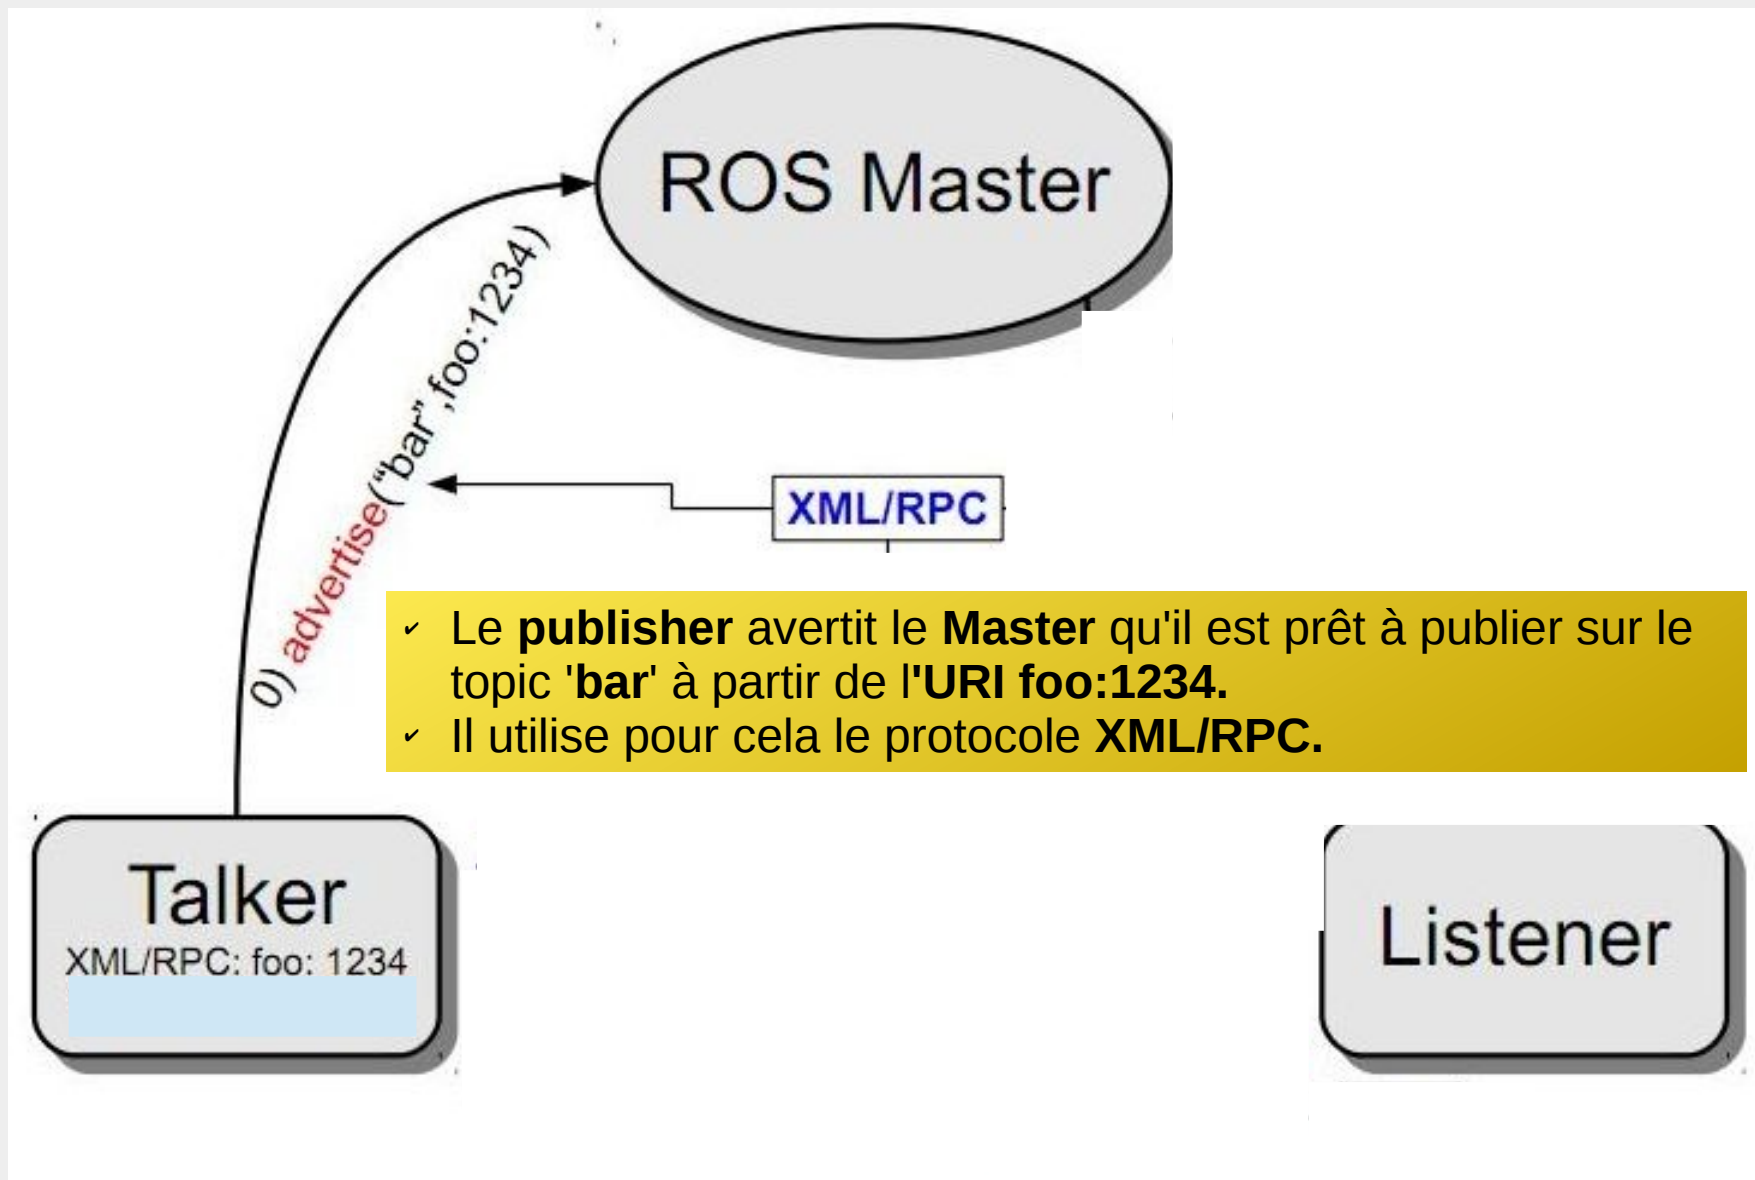 ROS Master
0) advertise(“bar”,foo:1234)
XML/RPC
✔ Le publisher avertit le Master qu'il est prêt à publier sur le
topic 'bar' à partir de l'URI foo:1234.
✔ Il utilise pour cela le protocole XML/RPC.
Talker
XML/RPC: foo: 1234
Listener